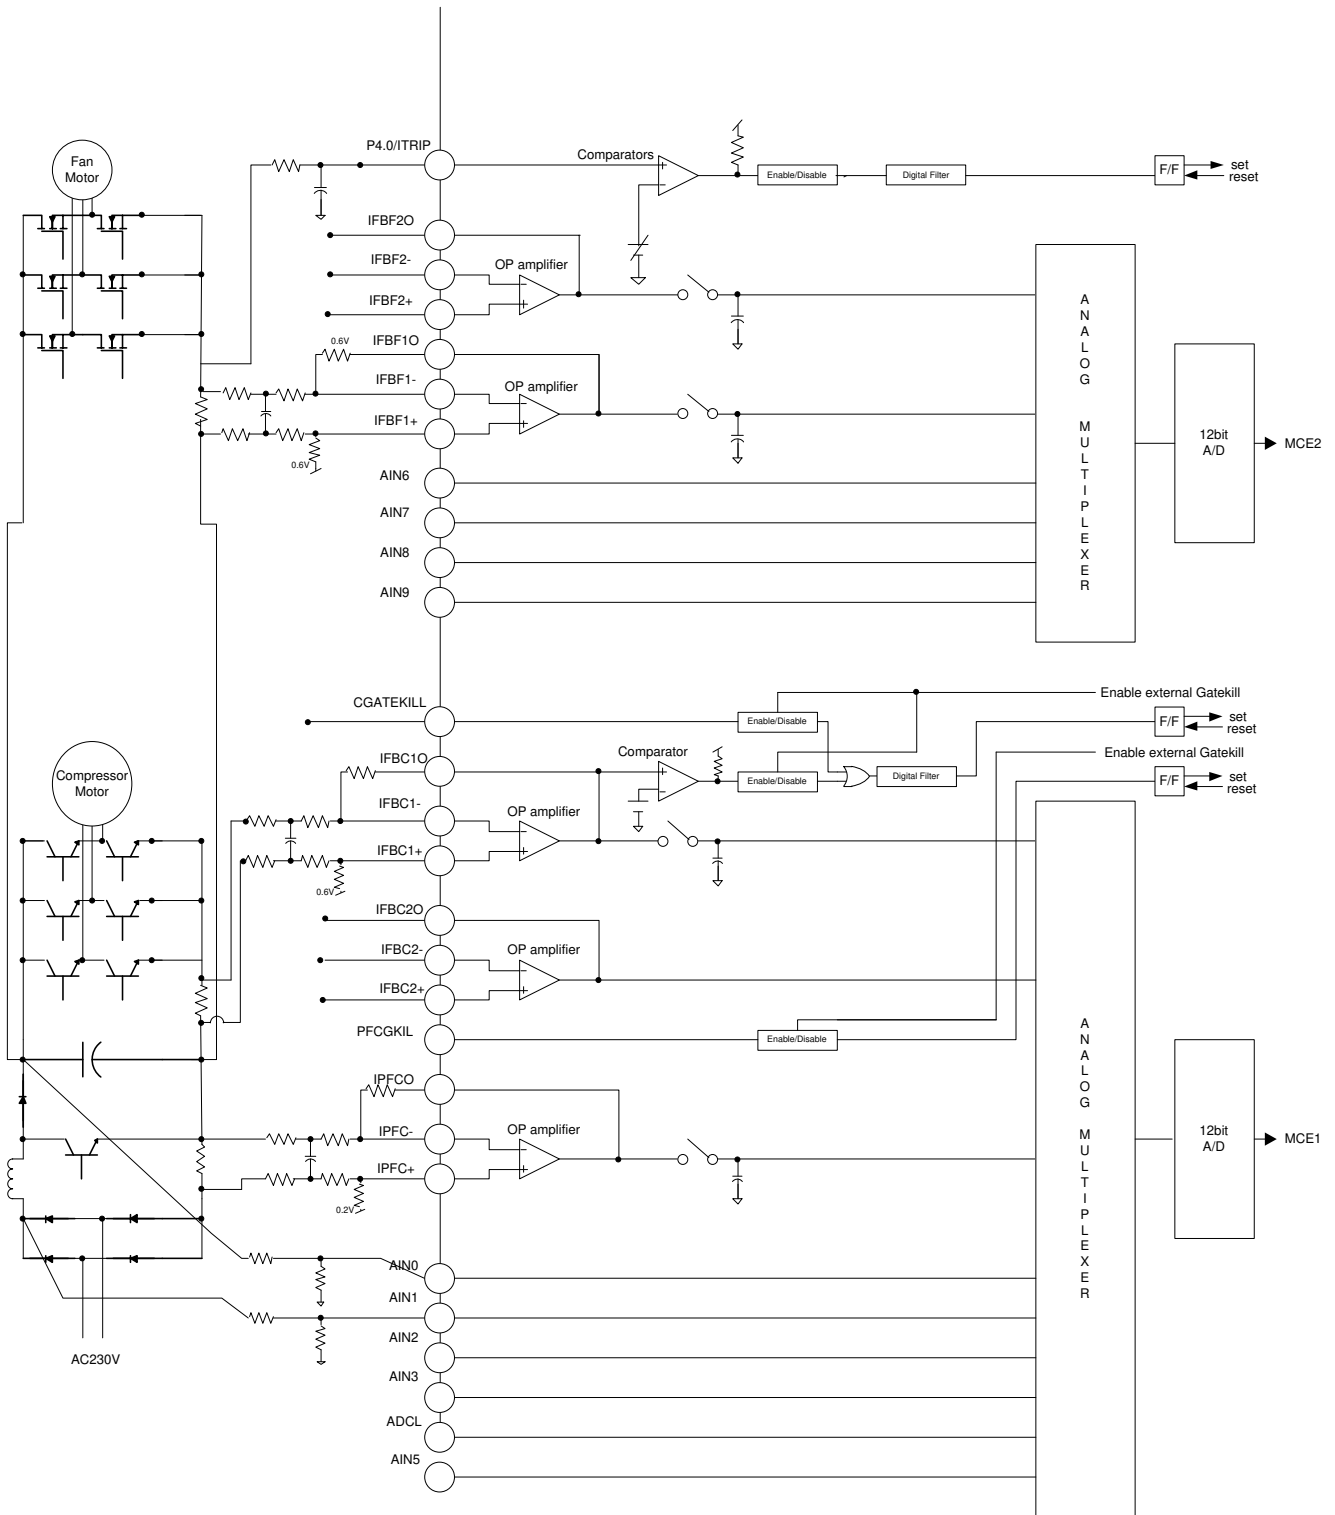 P4.0/ITRIP
Fan
Motor
Comparators
Enable/Disable
Digital Filter
F/F
set
reset
IFBF2O
IFBF2-
OP amplifier
IFBF2+
IFBF1O
0.6V
IFBF1-
OP amplifier
IFBF1+
0.6V
ANALOG MULTIPLEXER
12bit
A/D
MCE2
AIN6
AIN7
AIN8
AIN9
CGATEKILL
Enable/Disable
Enable external Gatekill
F/F
set
reset
Compressor
Motor
IFBC1O
Comparator
Enable/Disable
Digital Filter
Enable external Gatekill
F/F
set
reset
IFBC1-
OP amplifier
IFBC1+
0.6V
IFBC2O
IFBC2-
OP amplifier
IFBC2+
PFCGKIL
Enable/Disable
IPFCO
IPFC-
OP amplifier
IPFC+
0.2V
ANALOG MULTIPLEXER
12bit
A/D
MCE1
AIN0
AIN1
AIN2
AC230V
AIN3
ADCL
AIN5